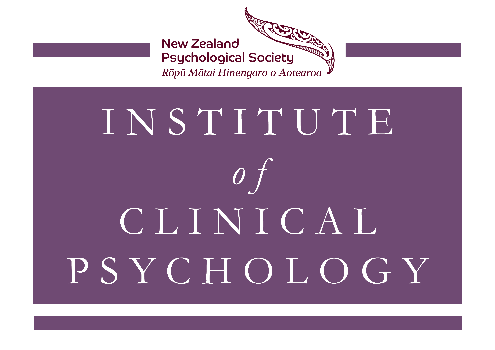 New Zealand
Psychological Society
Rōpū Mātai Hinengaro o Aotearoa
INSTITUTE
of
CLINICAL
PSYCHOLOGY